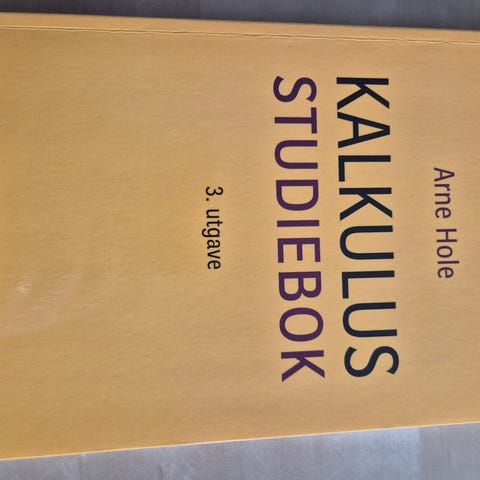 Arne Hole
KALKULUS
STUDIEBOK
3. utgave